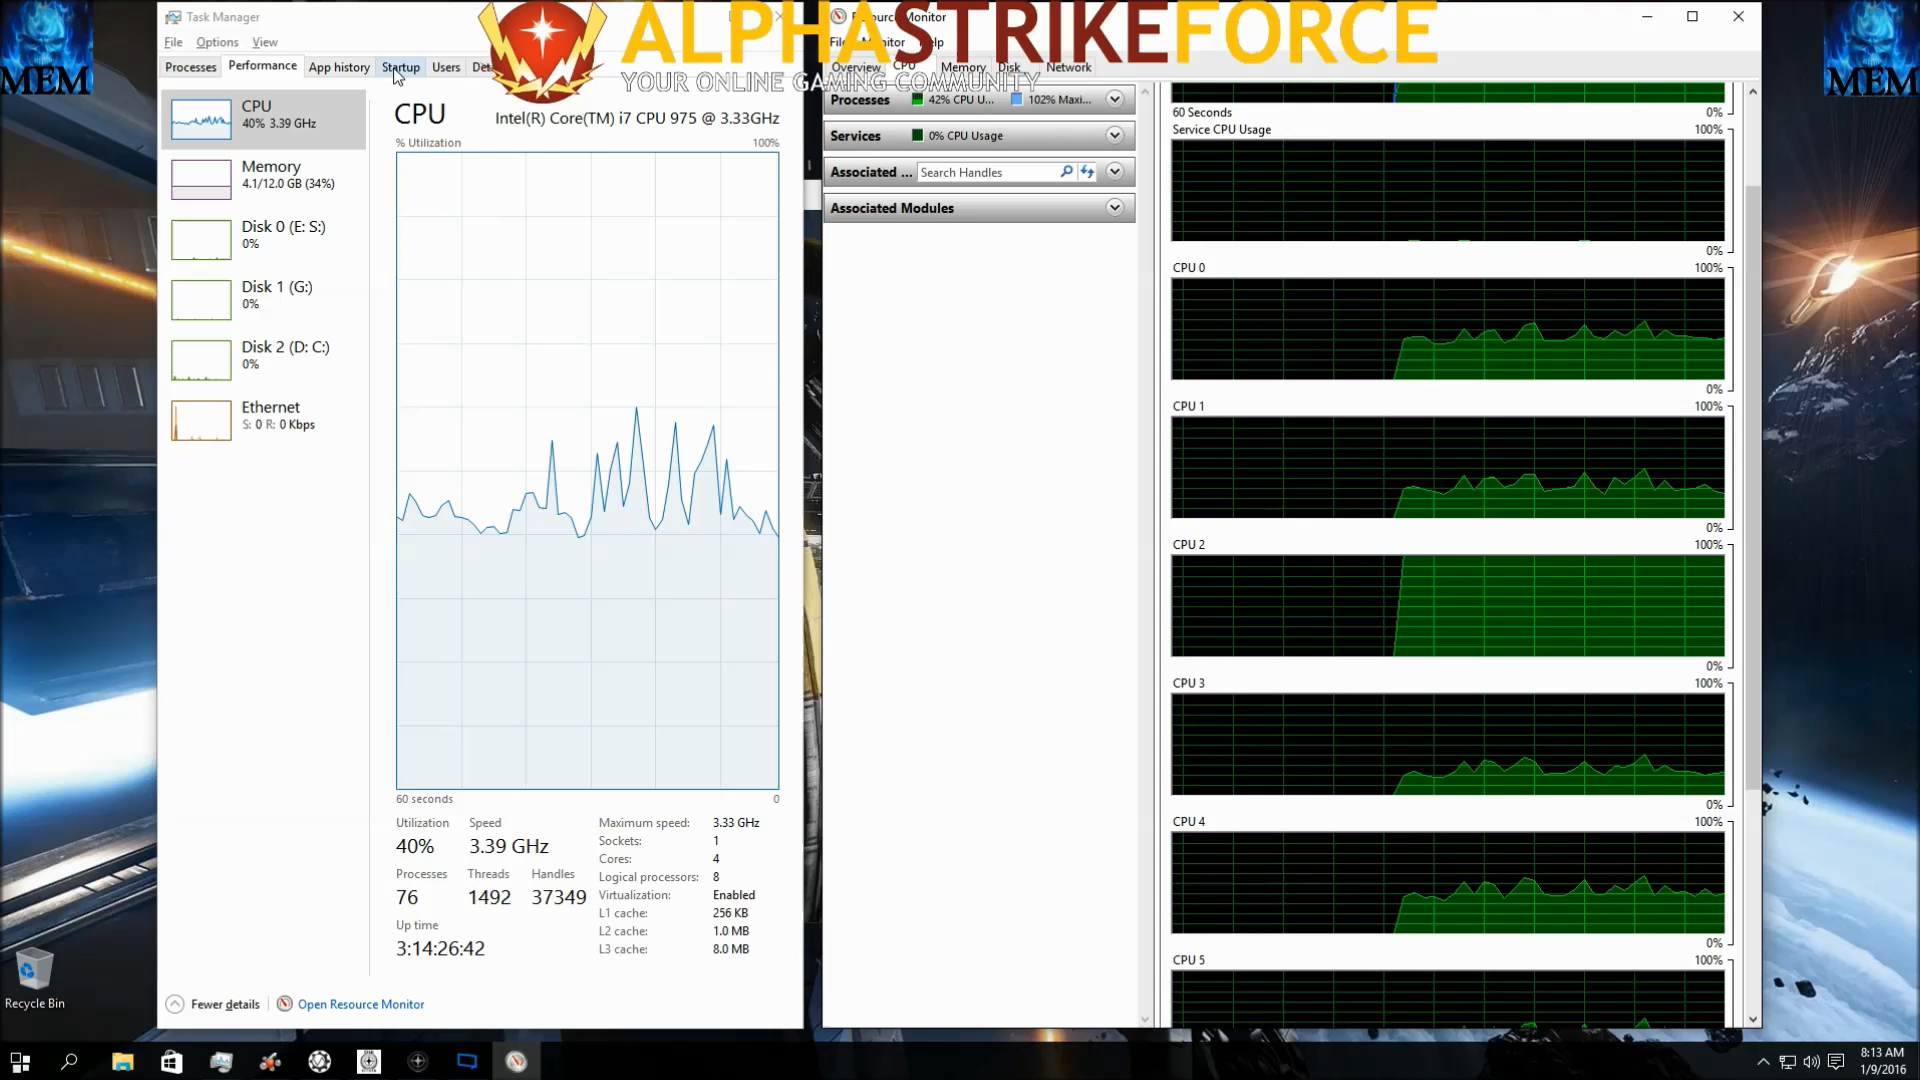 MEM
Task Manager
File Options View
Processes Performance App history Startup Users
ALPHASTRIKEFORCE
YOUR ONLINE GAMING COMMUNITY
CPU
40% 3.39 GHz
Memory
4.1/12.0 GB (34%)
Disk 0 (E: S:)
0%
Disk 1 (G:)
0%
Disk 2 (D: C:)
0%
Ethernet
S: 0 R: 0 Kbps
CPU
Intel(R) Core(TM) i7 CPU 975 @ 3.33GHz
% Utilization 100%
60 seconds 0
Utilization Speed
40% 3.39 GHz
Processes Threads Handles
76 1492 37349
Up time
3:14:26:42
Maximum speed: 3.33 GHz
Sockets: 1
Cores: 4
Logical processors: 8
Virtualization: Enabled
L1 cache: 256 KB
L2 cache: 1.0 MB
L3 cache: 8.0 MB
Fewer details
Open Resource Monitor
Monitor
Overview CPU Memory Disk Network
Processes 42% CPU U... 102% Maxi...
Services 0% CPU Usage
Associated ... Search Handles
Associated Modules
60 Seconds 0%
Service CPU Usage 100%
0%
CPU 0 100%
0%
CPU 1 100%
0%
CPU 2 100%
0%
CPU 3 100%
0%
CPU 4 100%
0%
CPU 5 100%
MEM
Recycle Bin
8:13 AM
1/9/2016